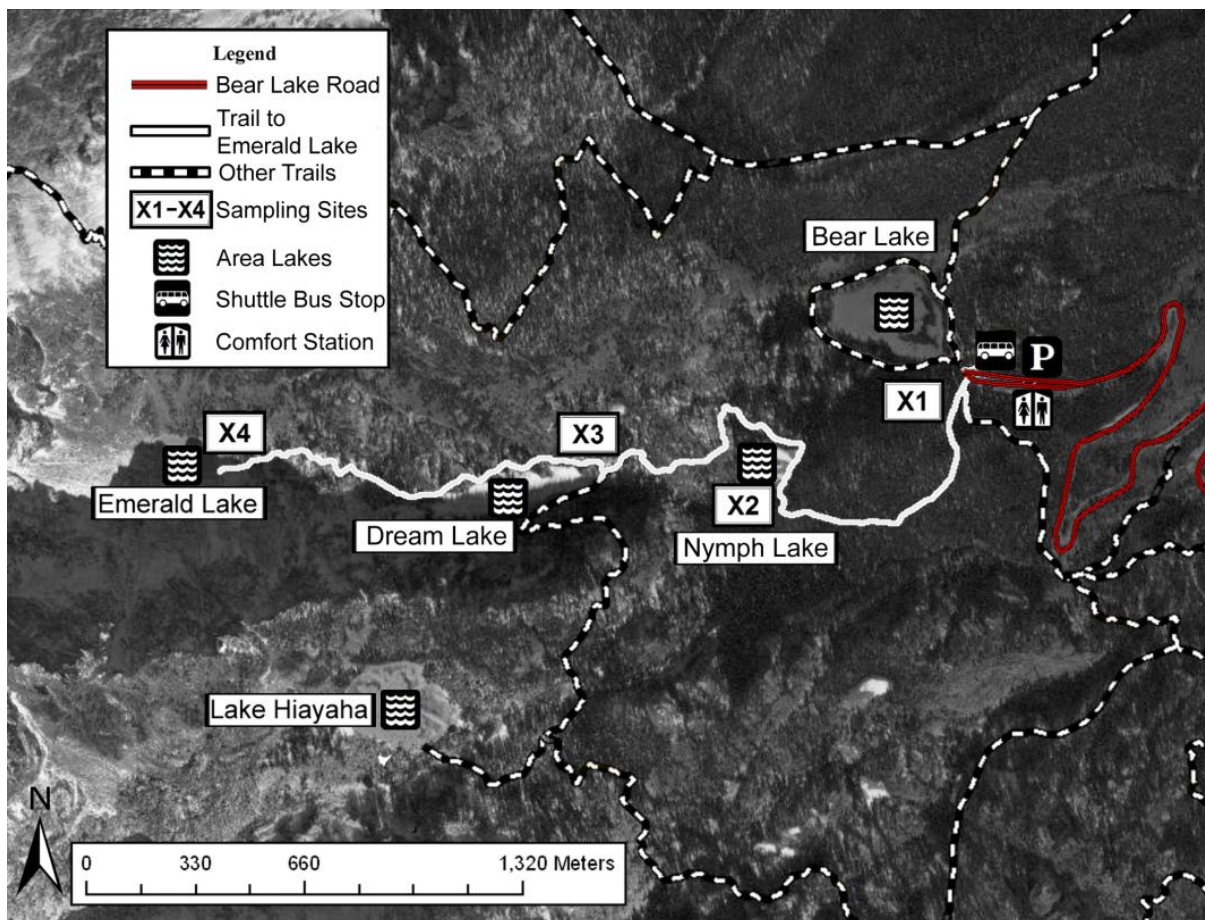 Legend
Bear Lake Road
Trail to
Emerald Lake
Other Trails
X1-X4 Sampling Sites
Area Lakes
Shuttle Bus Stop
Comfort Station
Bear Lake
P
X1
X4
X3
X2
Emerald Lake
Dream Lake
Nymph Lake
Lake Hiayaha
N
0 330 660 1,320 Meters